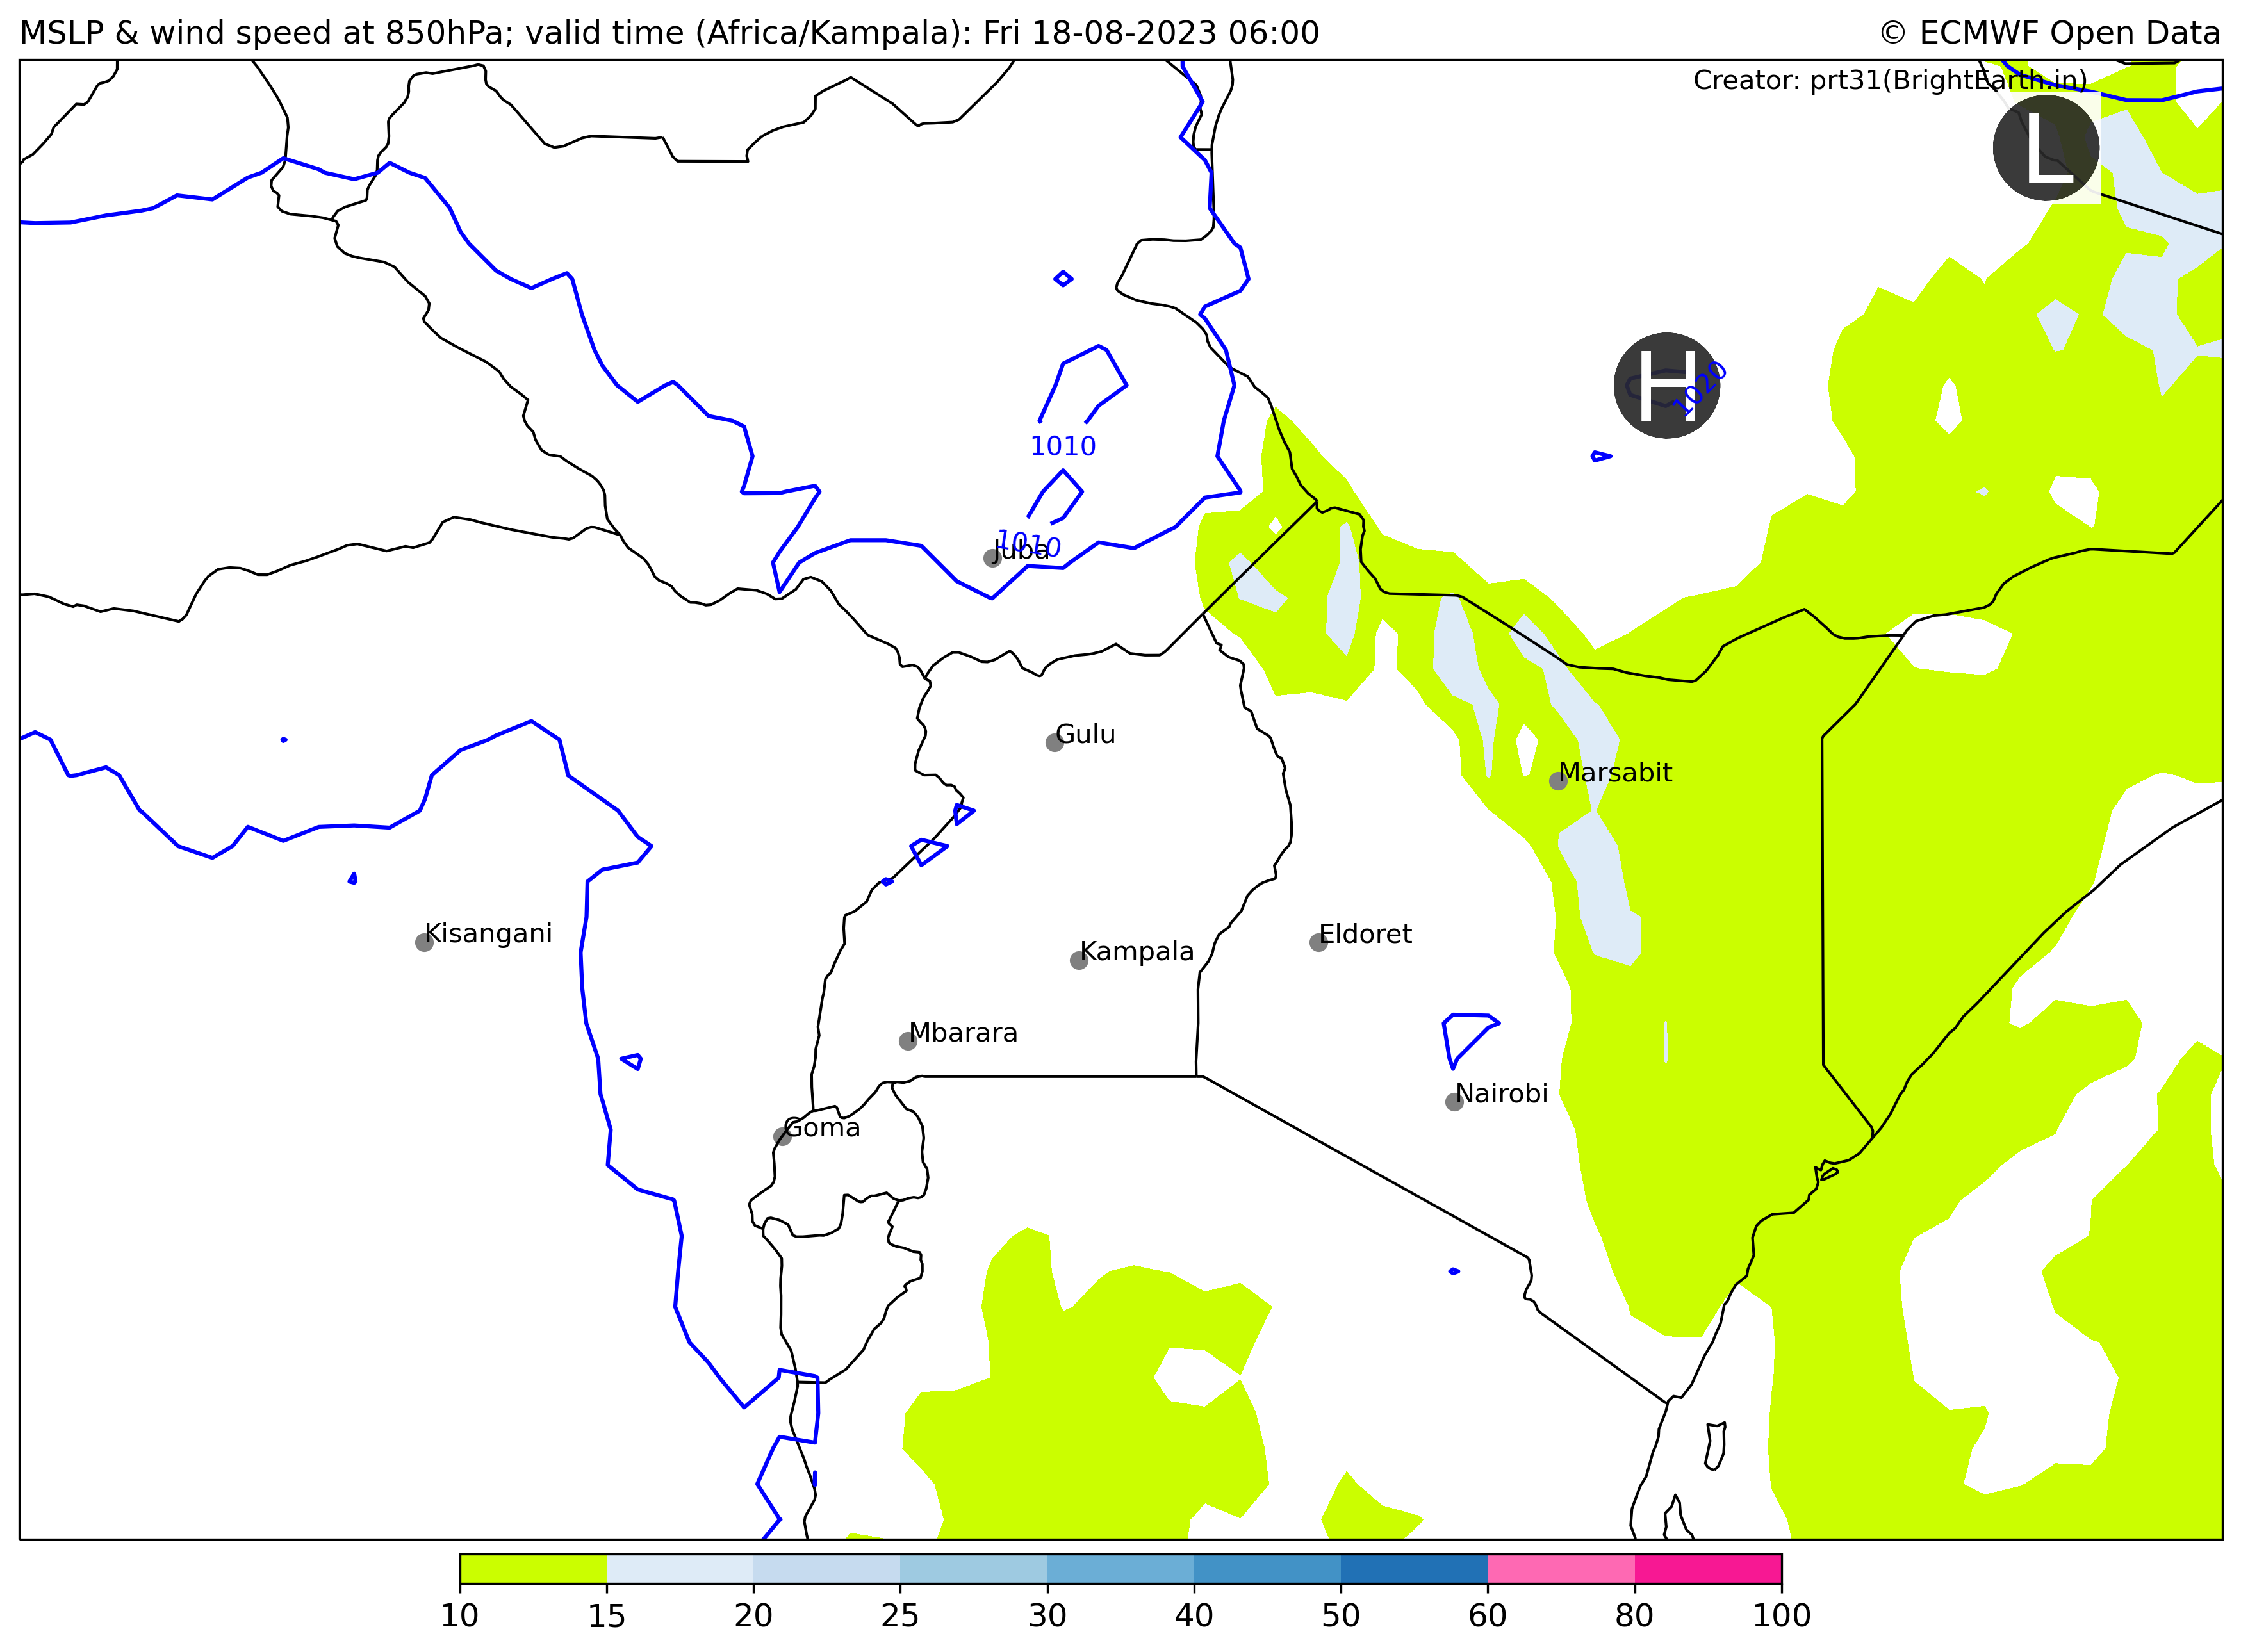 MSLP & wind speed at 850hPa; valid time (Africa/Kampala): Fri 18-08-2023 06:00
© ECMWF Open Data
Creator: prt31(BrightEarth.in)
L
H
1020
1010
1010
Juba
Gulu
Marsabit
Kisangani
Eldoret
Kampala
Mbarara
Nairobi
Goma
10 15 20 25 30 40 50 60 80 100